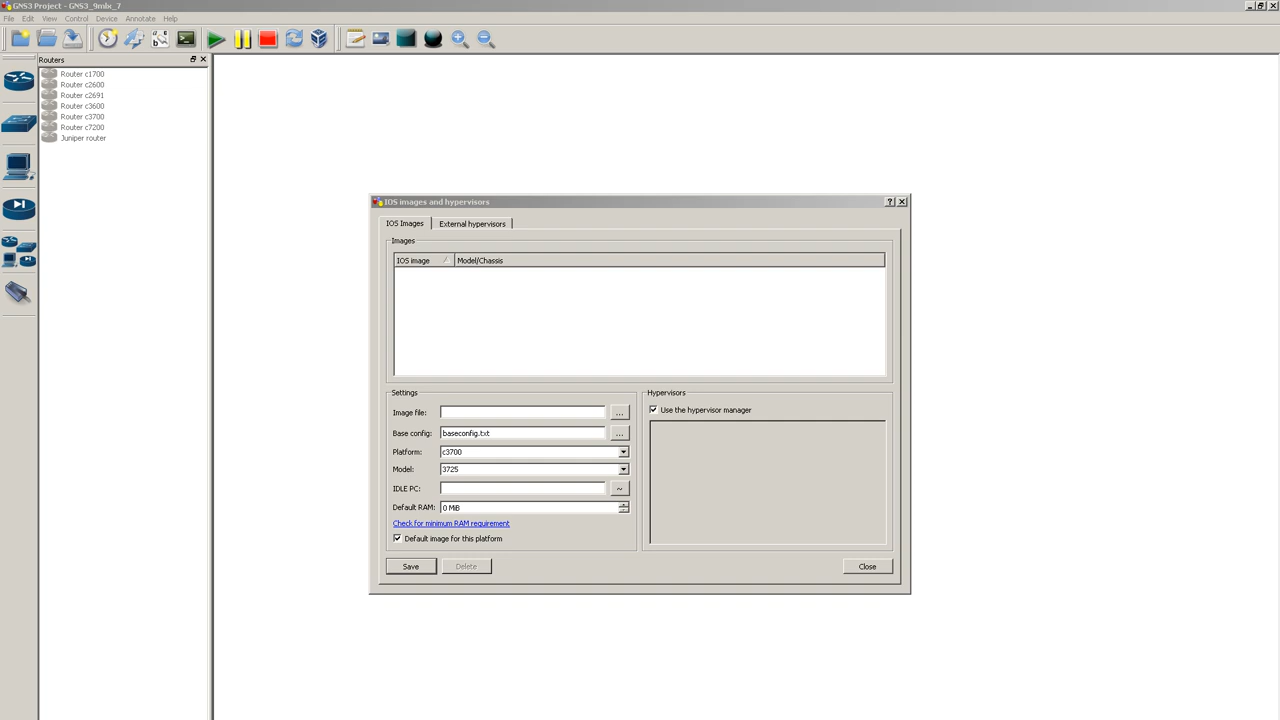 GNS3 Project - GNS3_9mlx_7
File Edit View Control Device Annotate Help
Routers
Router c1700
Router c2600
Router c2691
Router c3600
Router c3700
Router c7200
Juniper router
IOS images and hypervisors
IOS Images External hypervisors
Images
IOS image Model/Chassis
Settings
Image file: ...
Base config: baseconfig.txt ...
Platform: c3700
Model: 3725
IDLE PC: ~
Default RAM: 0 MiB
Check for minimum RAM requirement
Default image for this platform
Hypervisors
Use the hypervisor manager
Save Delete Close